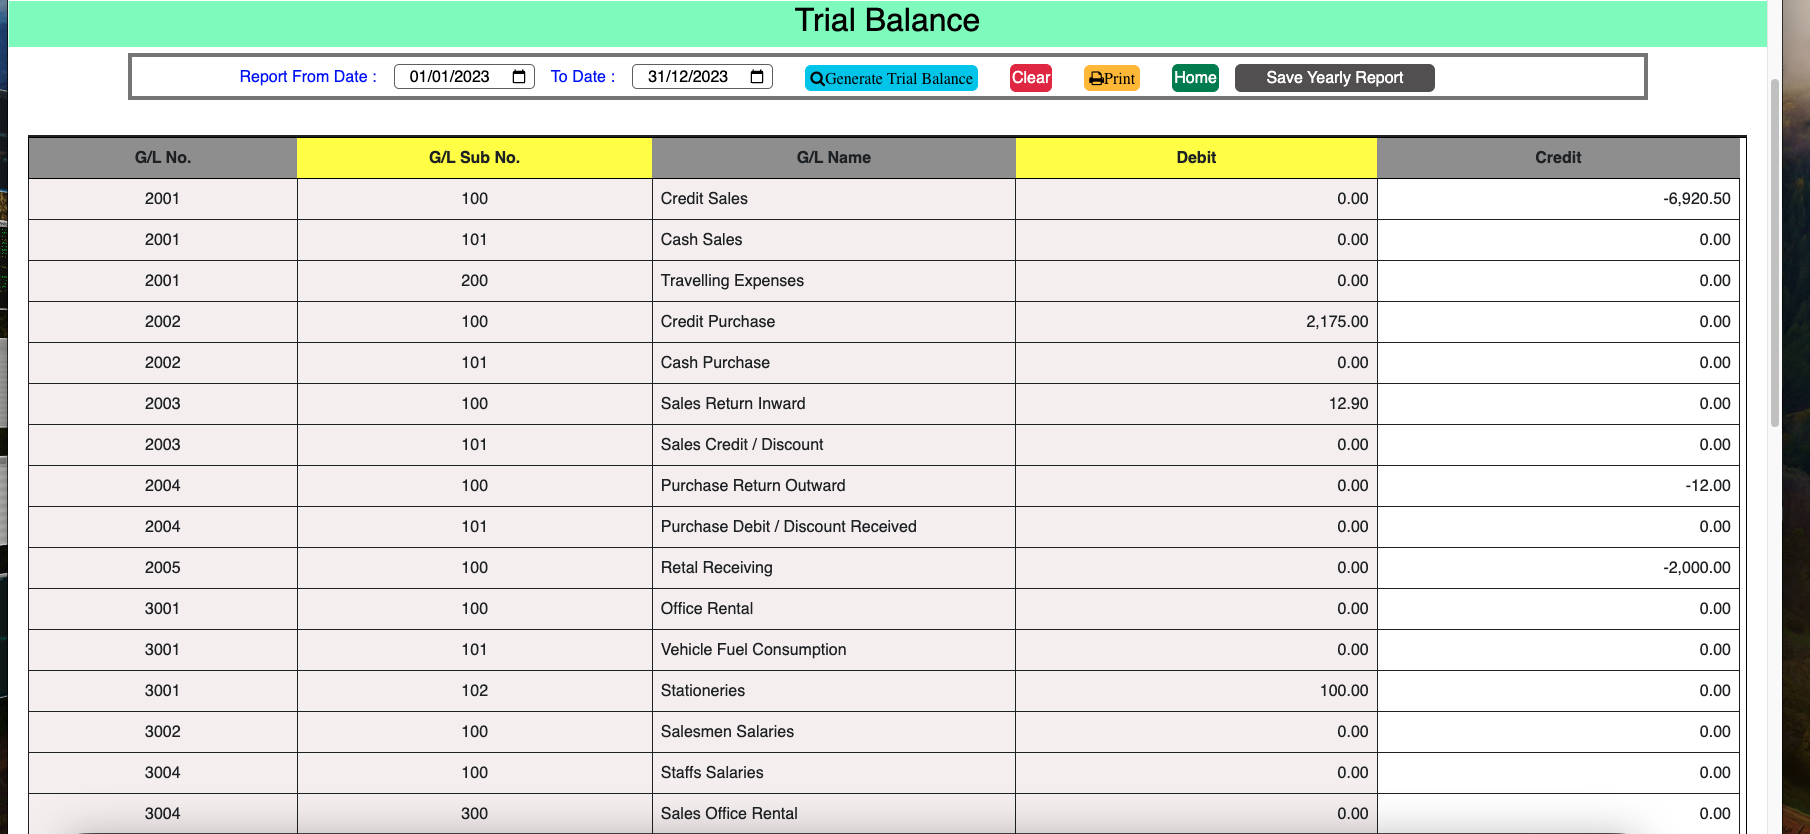 Trial Balance
Report From Date : 01/01/2023 To Date : 31/12/2023 Generate Trial Balance Clear Print Home Save Yearly Report
G/L No. G/L Sub No. G/L Name Debit Credit
2001 100 Credit Sales 0.00 -6,920.50
2001 101 Cash Sales 0.00 0.00
2001 200 Travelling Expenses 0.00 0.00
2002 100 Credit Purchase 2,175.00 0.00
2002 101 Cash Purchase 0.00 0.00
2003 100 Sales Return Inward 12.90 0.00
2003 101 Sales Credit / Discount 0.00 0.00
2004 100 Purchase Return Outward 0.00 -12.00
2004 101 Purchase Debit / Discount Received 0.00 0.00
2005 100 Retal Receiving 0.00 -2,000.00
3001 100 Office Rental 0.00 0.00
3001 101 Vehicle Fuel Consumption 0.00 0.00
3001 102 Stationeries 100.00 0.00
3002 100 Salesmen Salaries 0.00 0.00
3004 100 Staffs Salaries 0.00 0.00
3004 300 Sales Office Rental 0.00 0.00